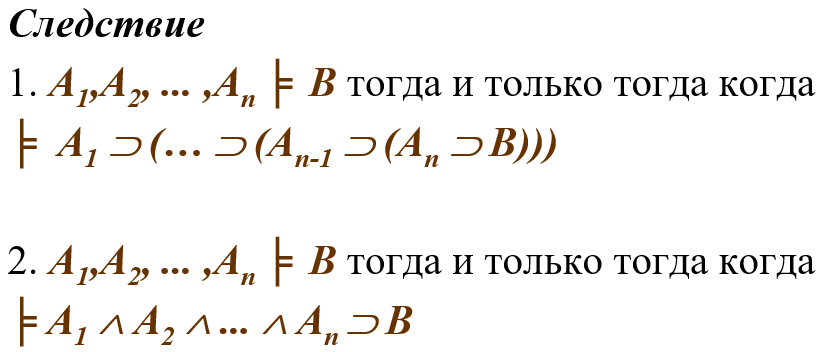 Следствие
1. A₁,A₂, ... ,Aₙ ╞ B тогда и только тогда когда
╞ A₁ ⊃ (… ⊃ (Aₙ₋₁ ⊃ (Aₙ ⊃ B)))
2. A₁,A₂, ... ,Aₙ ╞ B тогда и только тогда когда
╞ A₁ ∧ A₂ ∧ ... ∧ Aₙ ⊃ B